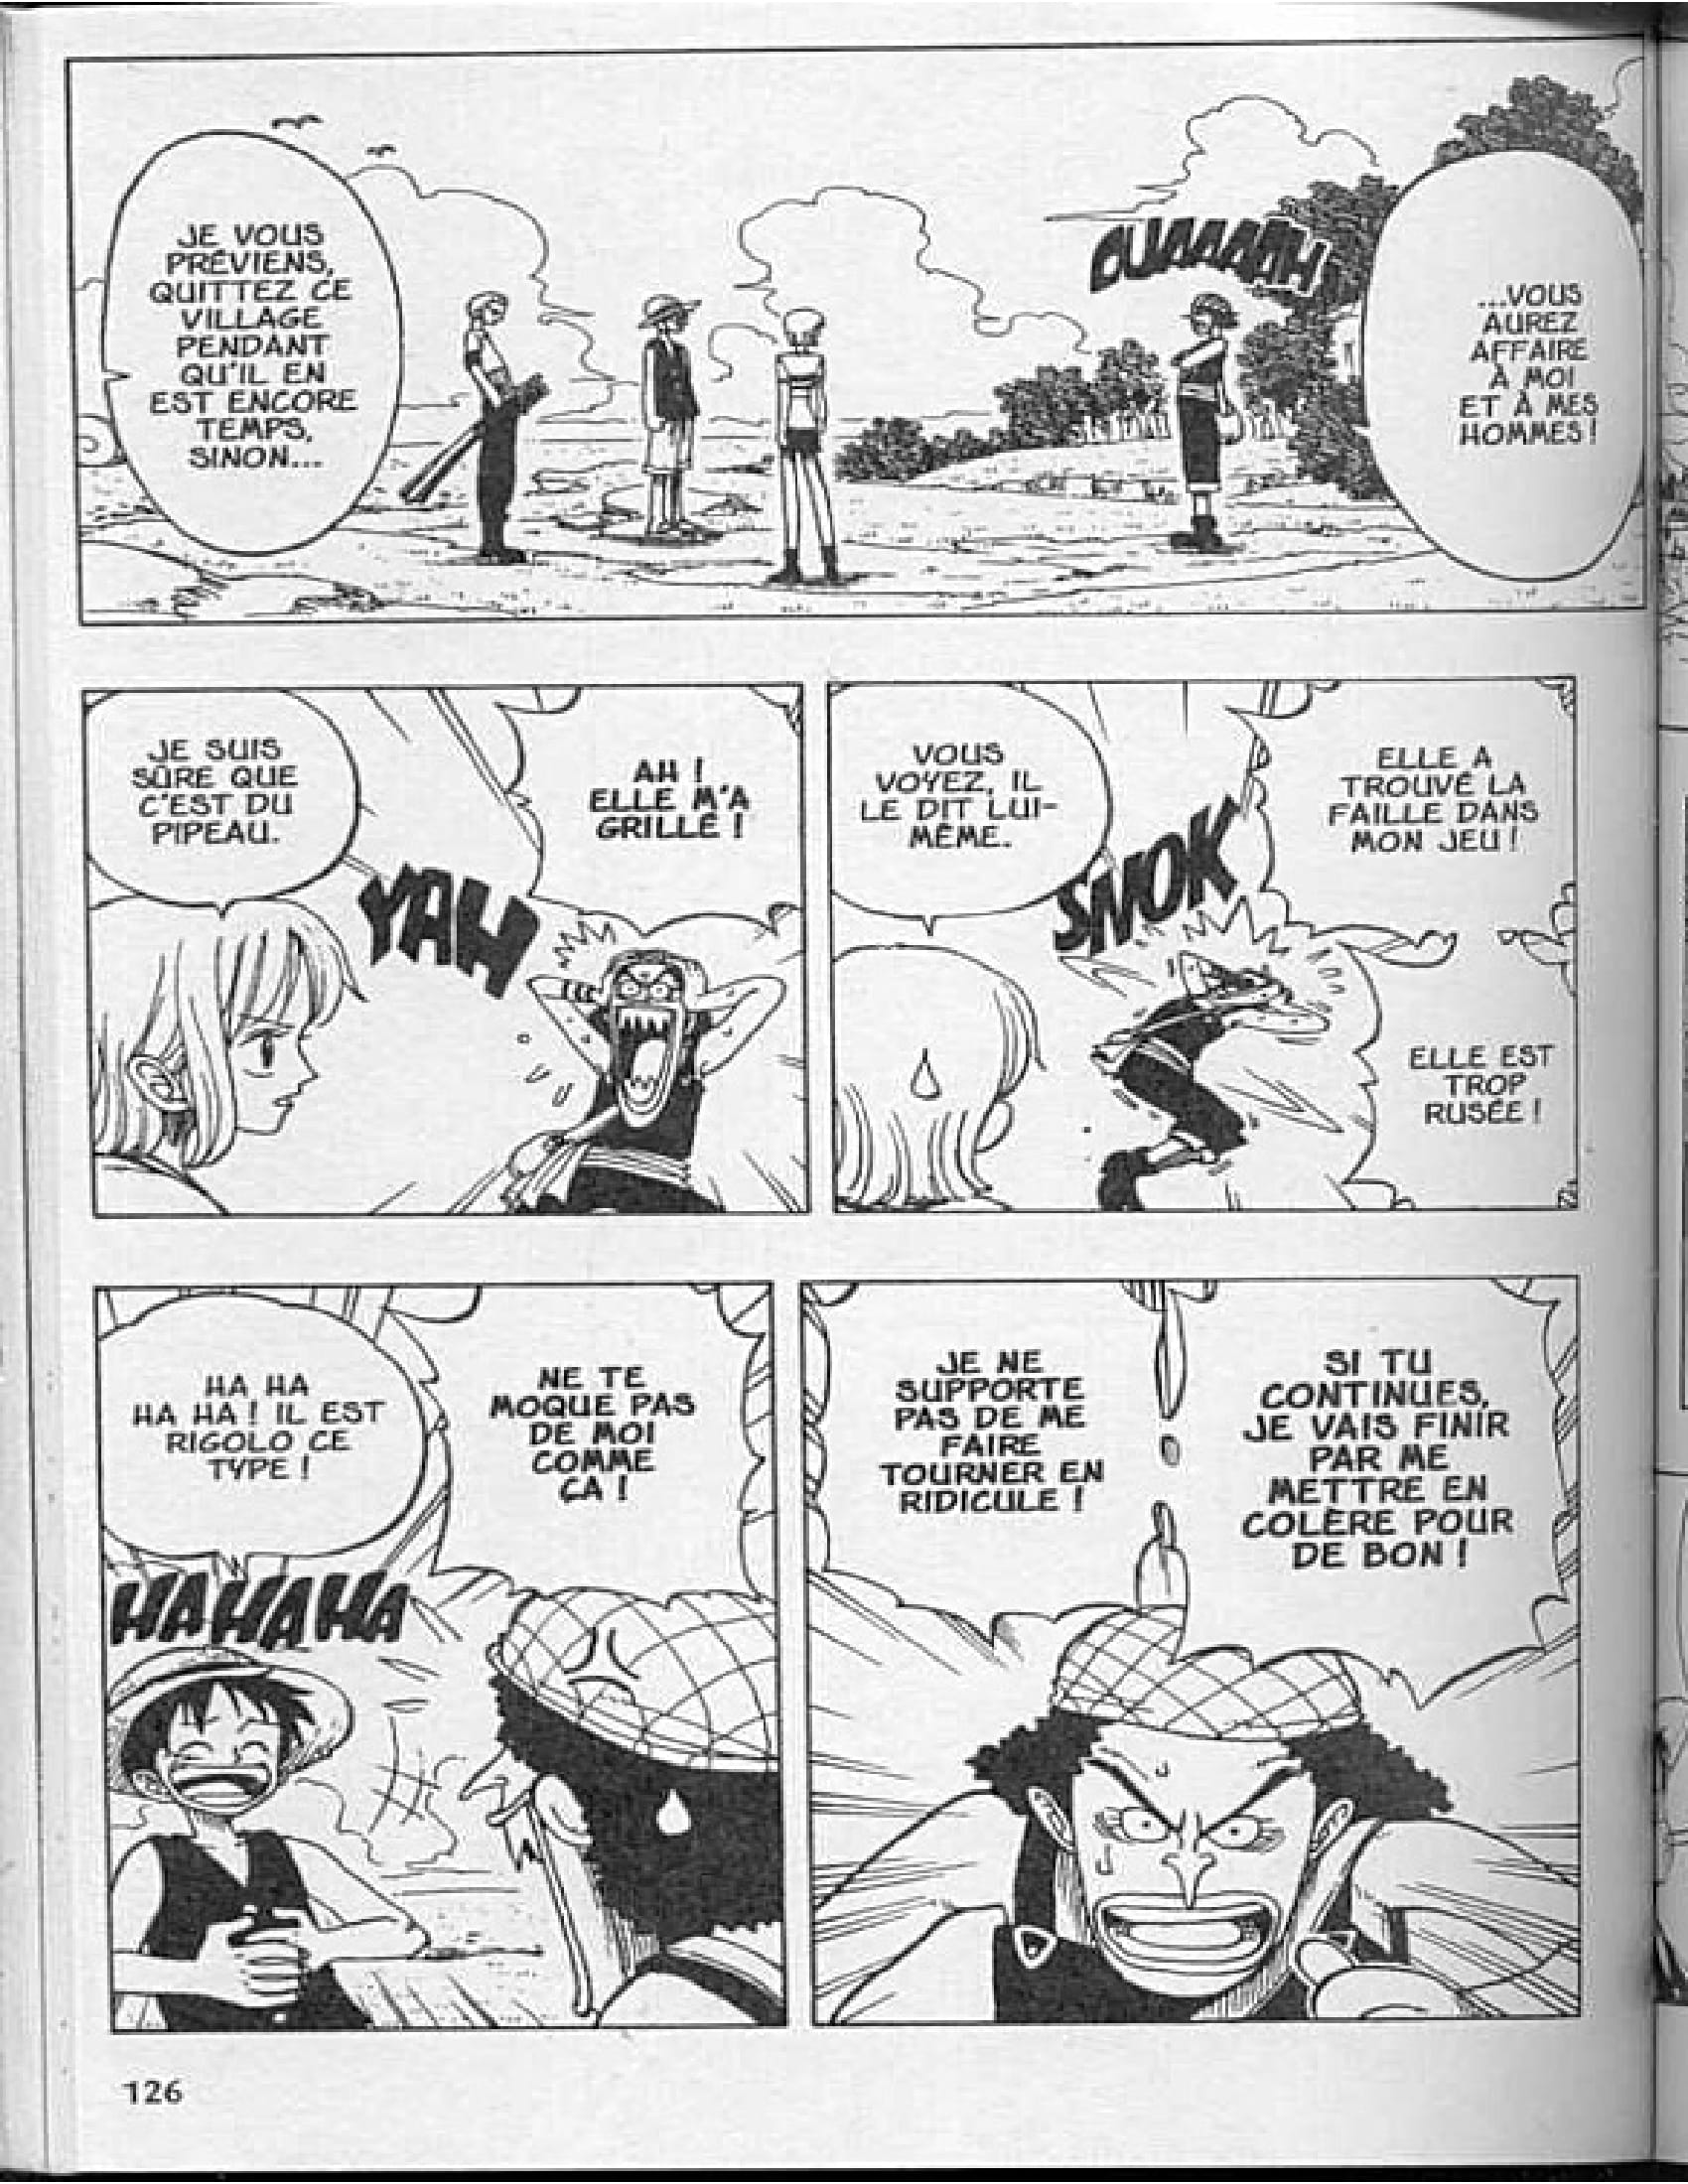 JE VOUS
PRÉVIENS,
QUITTEZ CE
VILLAGE
PENDANT
QU'IL EN
EST ENCORE
TEMPS,
SINON...
OUAAAAH
...VOUS
AUREZ
AFFAIRE
À MOI
ET À MES
HOMMES !
JE SUIS
SÛRE QUE
C'EST DU
PIPEAU.
YAH
AH !
ELLE M'A
GRILLÉ !
VOUS
VOYEZ, IL
LE DIT LUI-
MÊME.
SNOK
ELLE A
TROUVÉ LA
FAILLE DANS
MON JEU !
ELLE EST
TROP
RUSÉE !
HA HA
HA HA ! IL EST
RIGOLO CE
TYPE !
HAHAHA
NE TE
MOQUE PAS
DE MOI
COMME
ÇA !
JE NE
SUPPORTE
PAS DE ME
FAIRE
TOURNER EN
RIDICULE !
SI TU
CONTINUES,
JE VAIS FINIR
PAR ME
METTRE EN
COLÈRE POUR
DE BON !
126